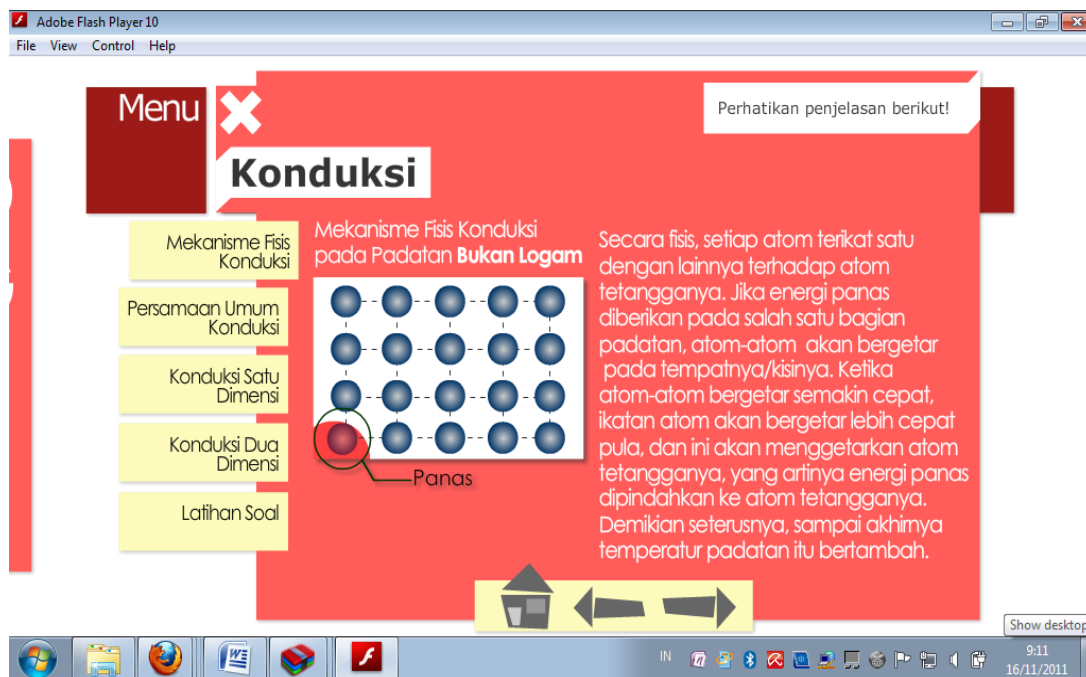 Adobe Flash Player 10
File View Control Help
Menu
Perhatikan penjelasan berikut!
Konduksi
Mekanisme Fisis
Konduksi
Persamaan Umum
Konduksi
Konduksi Satu
Dimensi
Konduksi Dua
Dimensi
Latihan Soal
Mekanisme Fisis Konduksi
pada Padatan Bukan Logam
Panas
Secara fisis, setiap atom terikat satu
dengan lainnya terhadap atom
tetangganya. Jika energi panas
diberikan pada salah satu bagian
padatan, atom-atom akan bergetar
pada tempatnya/kisinya. Ketika
atom-atom bergetar semakin cepat,
ikatan atom akan bergetar lebih cepat
pula, dan ini akan menggetarkan atom
tetangganya, yang artinya energi panas
dipindahkan ke atom tetangganya.
Demikian seterusnya, sampai akhirnya
temperatur padatan itu bertambah.
Show desktop
IN
9:11
16/11/2011